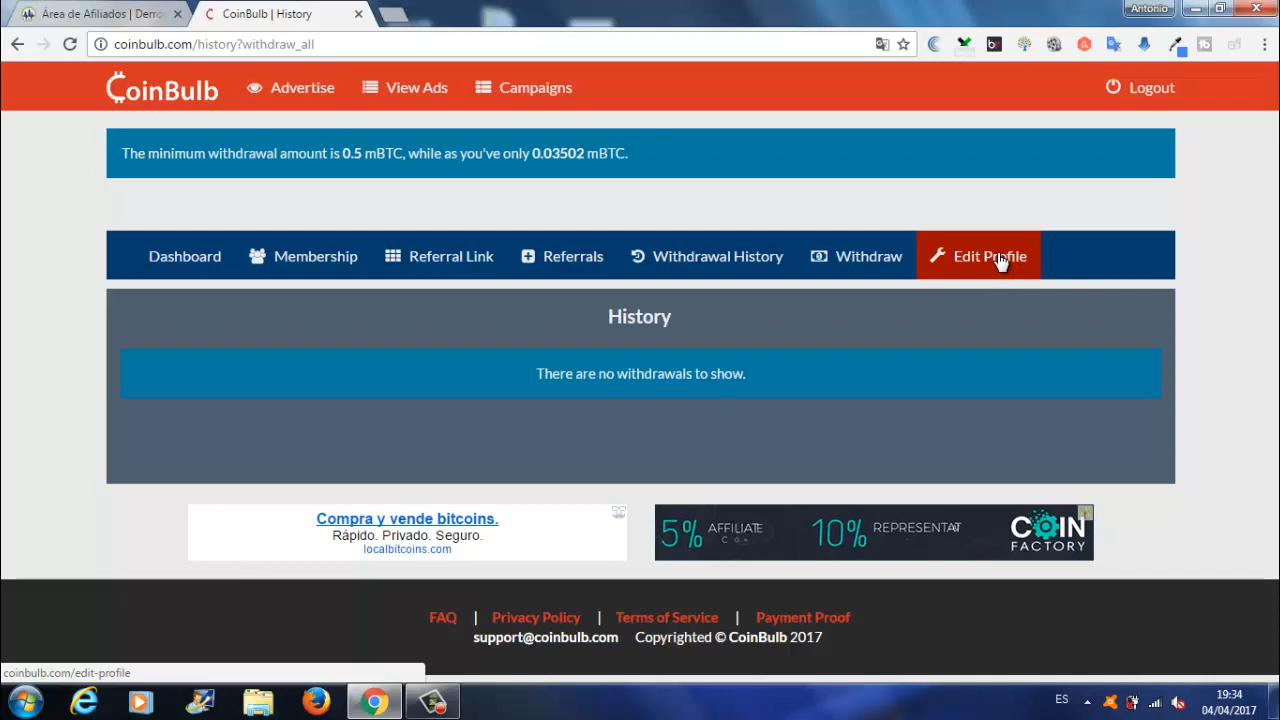 Área de Afiliados | Derro
CoinBulb | History
Antonio
coinbulb.com/history?withdraw_all
CoinBulb
Advertise
View Ads
Campaigns
Logout
The minimum withdrawal amount is 0.5 mBTC, while as you've only 0.03502 mBTC.
Dashboard
Membership
Referral Link
Referrals
Withdrawal History
Withdraw
Edit Profile
History
There are no withdrawals to show.
Compra y vende bitcoins.
Rápido. Privado. Seguro.
localbitcoins.com
5% AFFILIATE
10% REPRESENTAT
COIN
FACTORY
FAQ | Privacy Policy | Terms of Service | Payment Proof
support@coinbulb.com Copyrighted © CoinBulb 2017
coinbulb.com/edit-profile
ES
19:34
04/04/2017